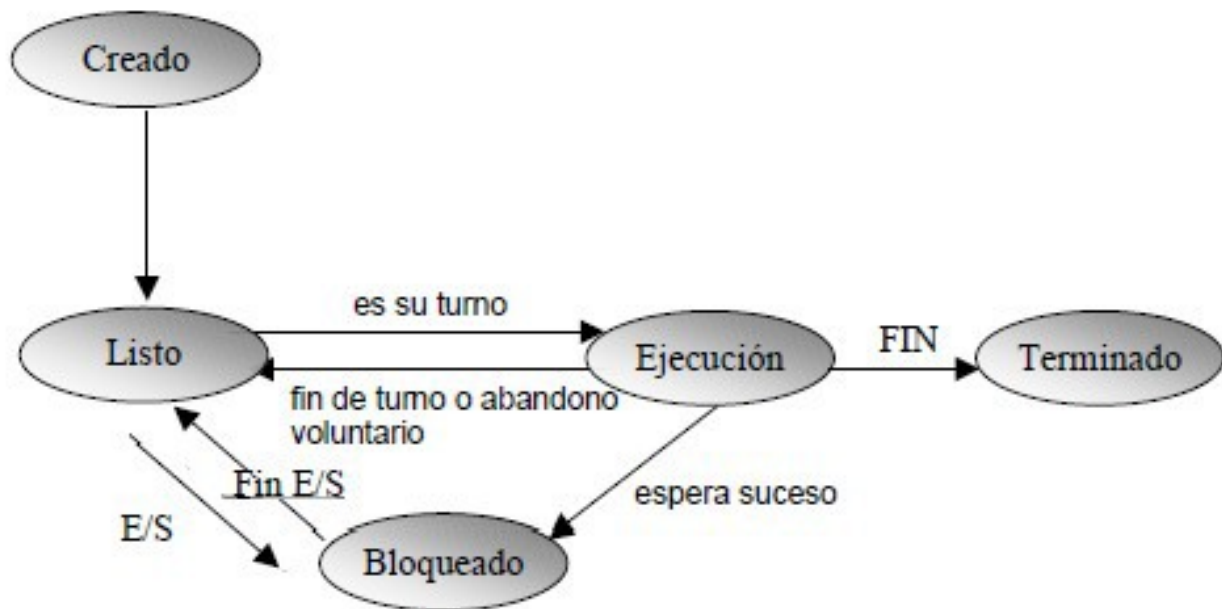 Creado
es su turno
Listo
Ejecución
FIN
Terminado
fin de turno o abandono
voluntario
Fin E/S
espera suceso
E/S
Bloqueado